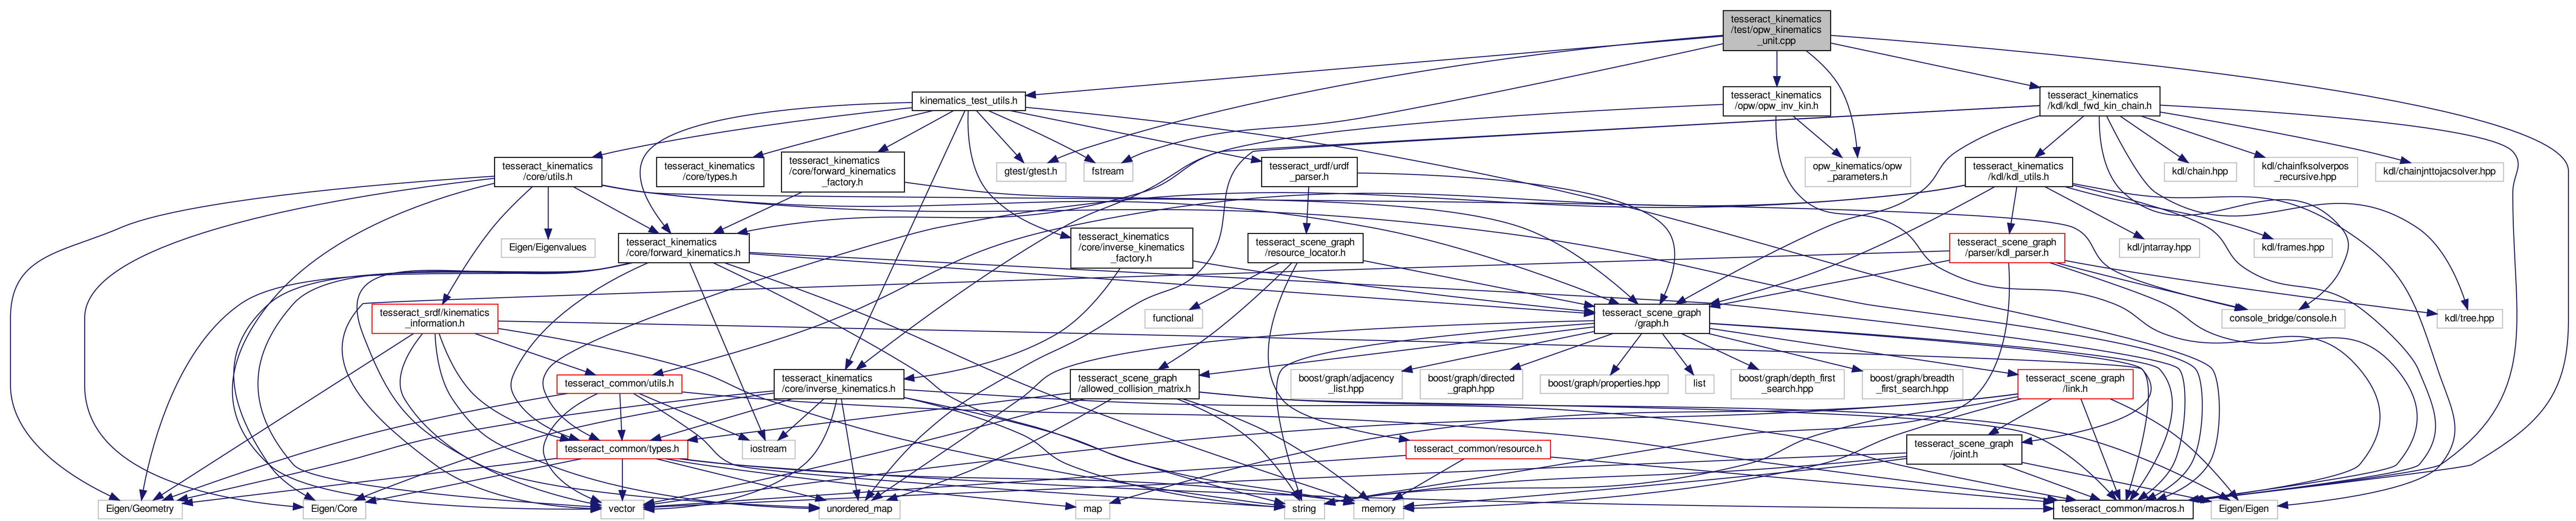 tesseract_kinematics
/test/opw_kinematics
_unit.cpp
kinematics_test_utils.h
tesseract_kinematics
/opw/opw_inv_kin.h
tesseract_kinematics
/kdl/kdl_fwd_kin_chain.h
tesseract_kinematics
/core/utils.h
tesseract_kinematics
/core/types.h
tesseract_kinematics
/core/forward_kinematics
_factory.h
gtest/gtest.h
fstream
tesseract_urdf/urdf
_parser.h
opw_kinematics/opw
_parameters.h
tesseract_kinematics
/kdl/kdl_utils.h
kdl/chain.hpp
kdl/chainfksolverpos
_recursive.hpp
kdl/chainjnttojacsolver.hpp
Eigen/Eigenvalues
tesseract_kinematics
/core/forward_kinematics.h
tesseract_kinematics
/core/inverse_kinematics
_factory.h
tesseract_scene_graph
/resource_locator.h
tesseract_scene_graph
/parser/kdl_parser.h
kdl/jntarray.hpp
kdl/frames.hpp
tesseract_srdf/kinematics
_information.h
functional
tesseract_scene_graph
/graph.h
console_bridge/console.h
kdl/tree.hpp
tesseract_common/utils.h
tesseract_kinematics
/core/inverse_kinematics.h
tesseract_scene_graph
/allowed_collision_matrix.h
boost/graph/adjacency
_list.hpp
boost/graph/directed
_graph.hpp
boost/graph/properties.hpp
list
boost/graph/depth_first
_search.hpp
boost/graph/breadth
_first_search.hpp
tesseract_scene_graph
/link.h
tesseract_common/types.h
iostream
tesseract_common/resource.h
tesseract_scene_graph
/joint.h
Eigen/Geometry
Eigen/Core
vector
unordered_map
map
string
memory
tesseract_common/macros.h
Eigen/Eigen